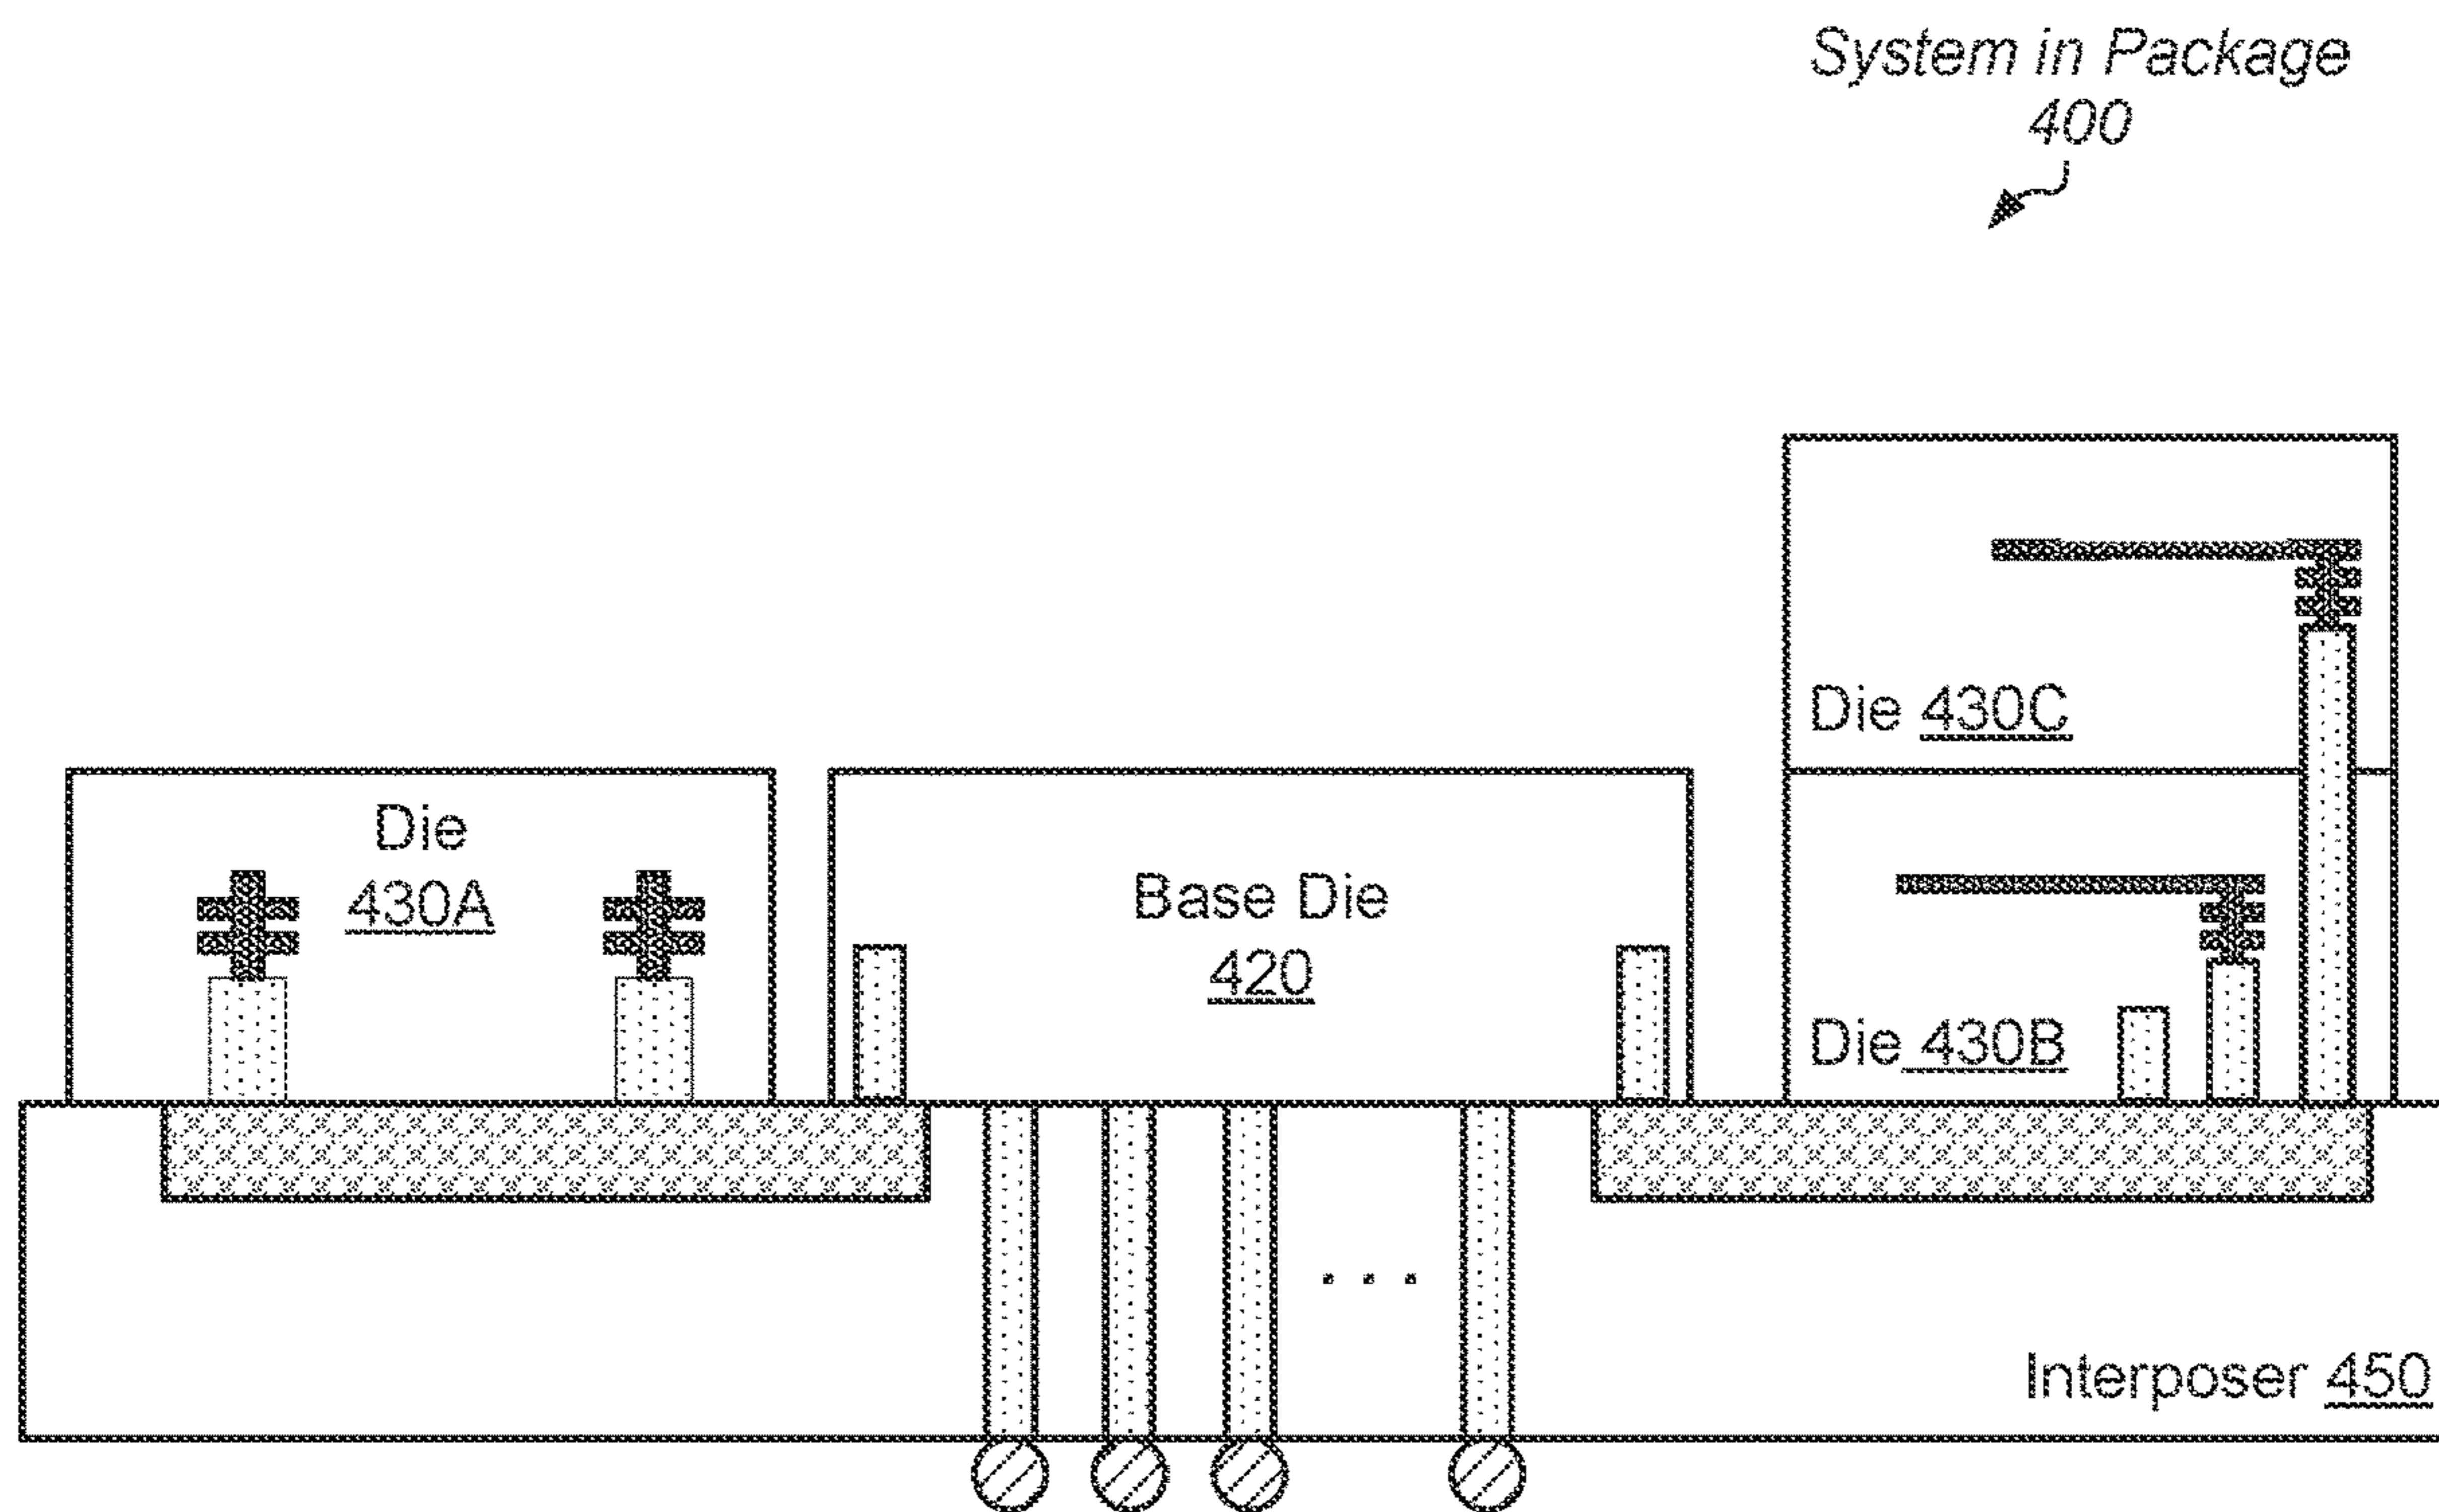 System in Package
400
Die 430C
Die
430A
Base Die
420
Die 430B
. . .
Interposer 450